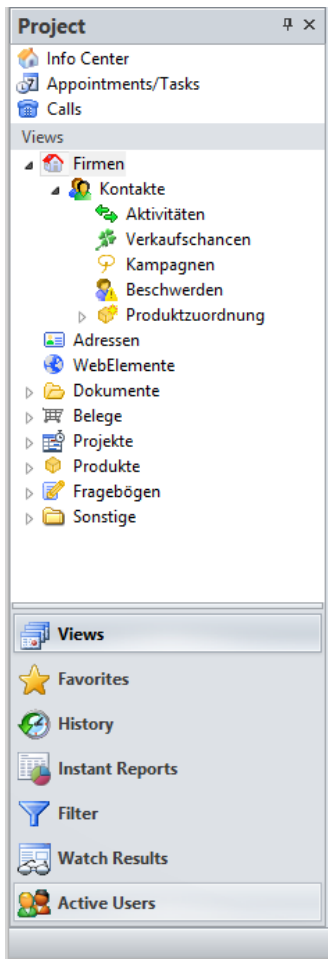 Project
Info Center
Appointments/Tasks
Calls
Views
Firmen
Kontakte
Aktivitäten
Verkaufschancen
Kampagnen
Beschwerden
Produktzuordnung
Adressen
WebElemente
Dokumente
Belege
Projekte
Produkte
Fragebögen
Sonstige
Views
Favorites
History
Instant Reports
Filter
Watch Results
Active Users